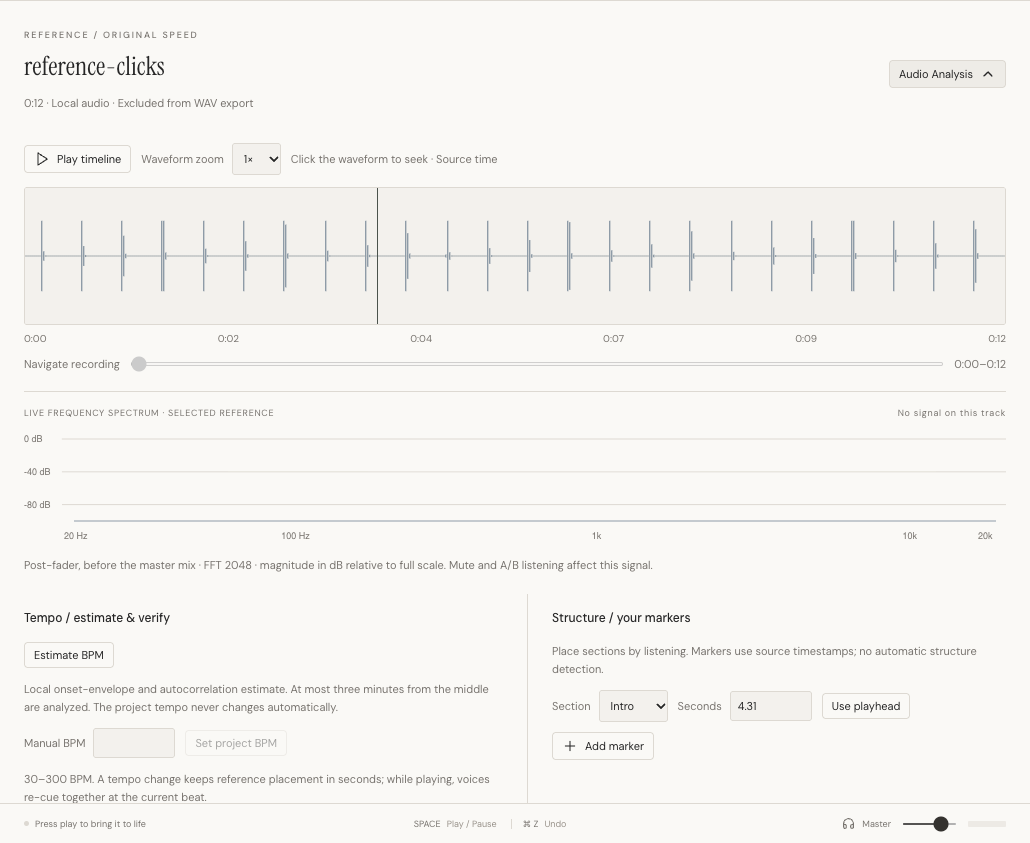 REFERENCE / ORIGINAL SPEED
reference-clicks
Audio Analysis
0:12 · Local audio · Excluded from WAV export
Play timeline
Waveform zoom
1×
Click the waveform to seek · Source time
0:00 0:02 0:04 0:07 0:09 0:12
Navigate recording
0:00–0:12
LIVE FREQUENCY SPECTRUM · SELECTED REFERENCE
No signal on this track
0 dB
-40 dB
-80 dB
20 Hz 100 Hz 1k 10k 20k
Post-fader, before the master mix · FFT 2048 · magnitude in dB relative to full scale. Mute and A/B listening affect this signal.
Tempo / estimate & verify
Estimate BPM
Local onset-envelope and autocorrelation estimate. At most three minutes from the middle
are analyzed. The project tempo never changes automatically.
Manual BPM
Set project BPM
30–300 BPM. A tempo change keeps reference placement in seconds; while playing, voices
re-cue together at the current beat.
Structure / your markers
Place sections by listening. Markers use source timestamps; no automatic structure
detection.
Section
Intro
Seconds
4.31
Use playhead
Add marker
Press play to bring it to life
SPACE Play / Pause
⌘ Z Undo
Master